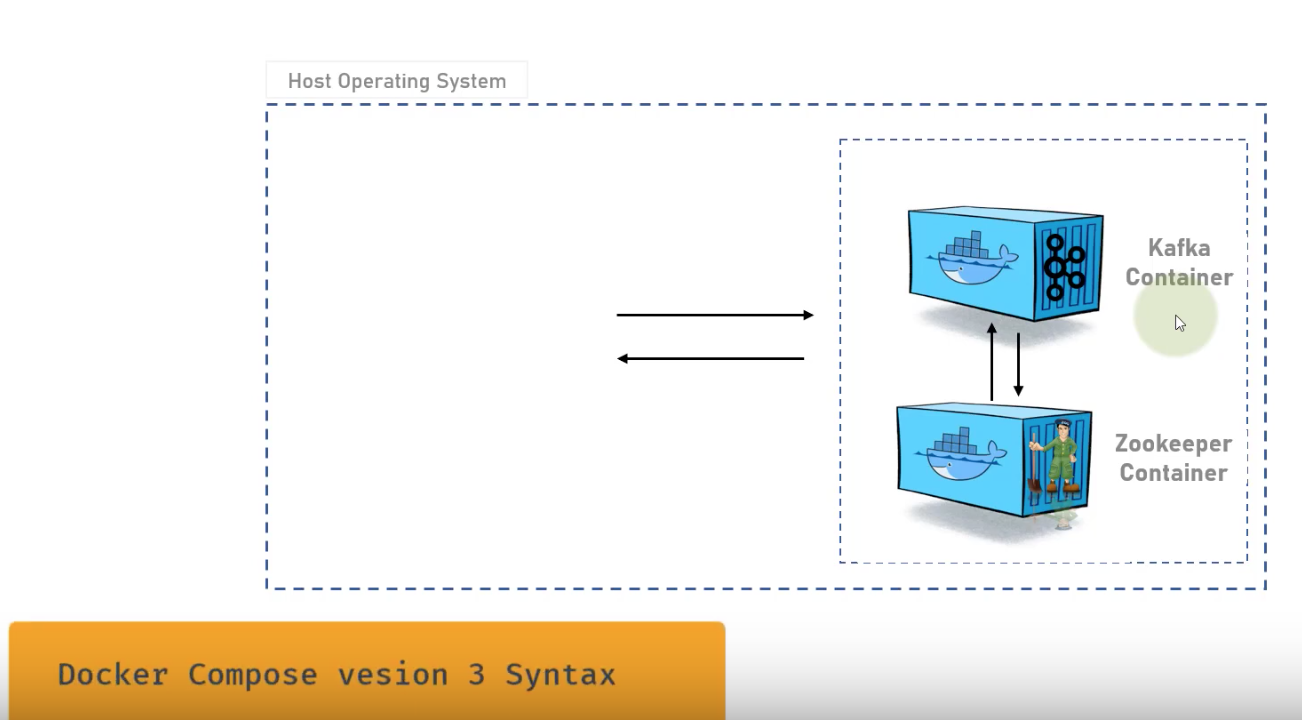 Host Operating System
Kafka
Container
Zookeeper
Container
Docker Compose vesion 3 Syntax